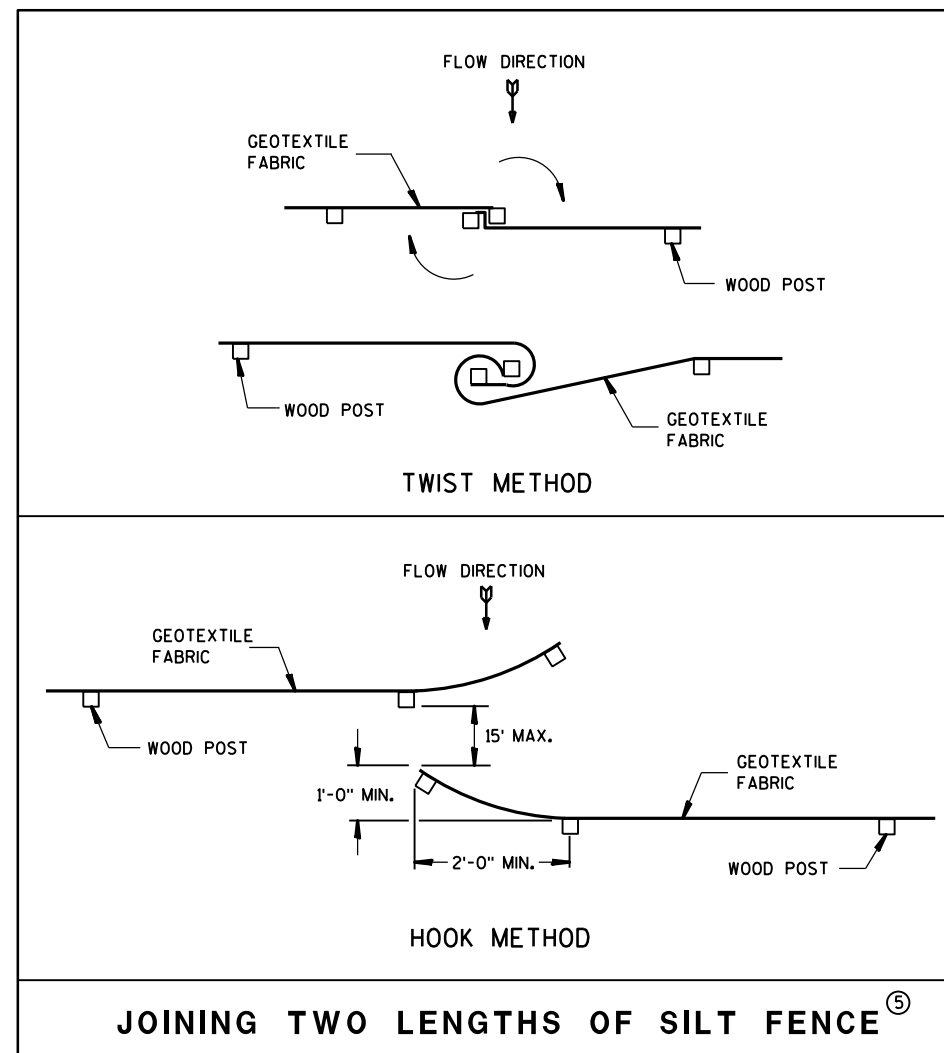 FLOW DIRECTION
GEOTEXTILE
FABRIC
WOOD POST
WOOD POST
GEOTEXTILE
FABRIC
TWIST METHOD
FLOW DIRECTION
GEOTEXTILE
FABRIC
WOOD POST
15' MAX.
1'-0" MIN.
GEOTEXTILE
FABRIC
2'-0" MIN.
WOOD POST
HOOK METHOD
JOINING TWO LENGTHS OF SILT FENCE ⑤